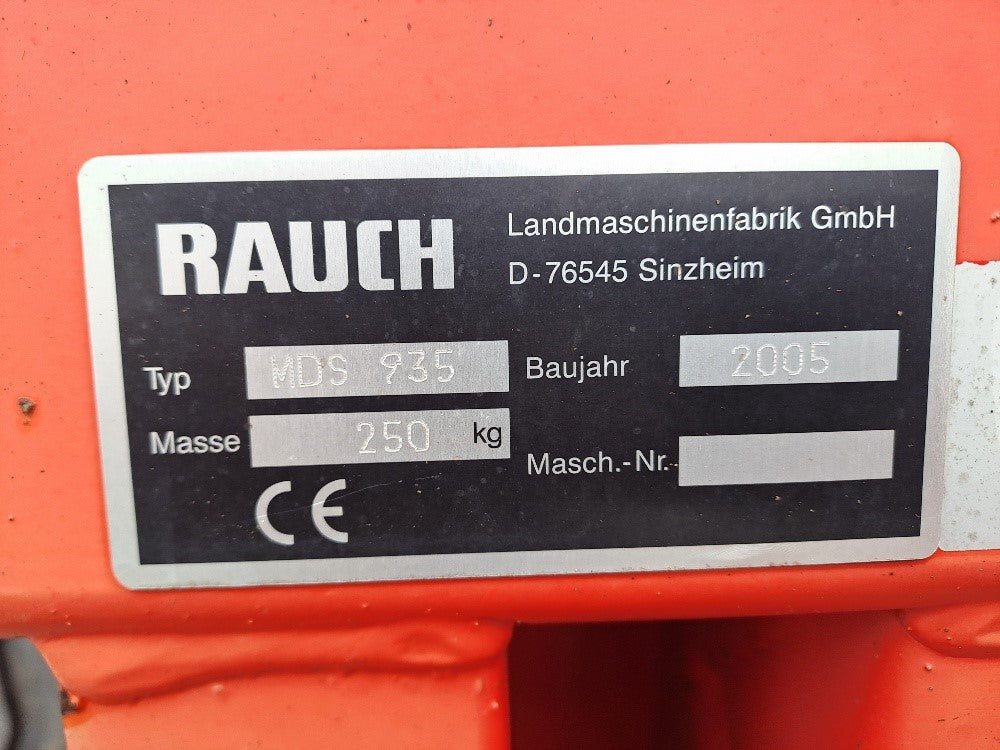 RAUCH
Landmaschinenfabrik GmbH
D-76545 Sinzheim
Typ MDS 935
Baujahr 2005
Masse 250 kg
Masch.-Nr.
CE